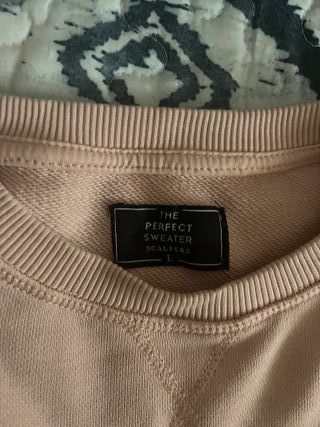 THE
PERFECT
SWEATER
SCALPERS
L